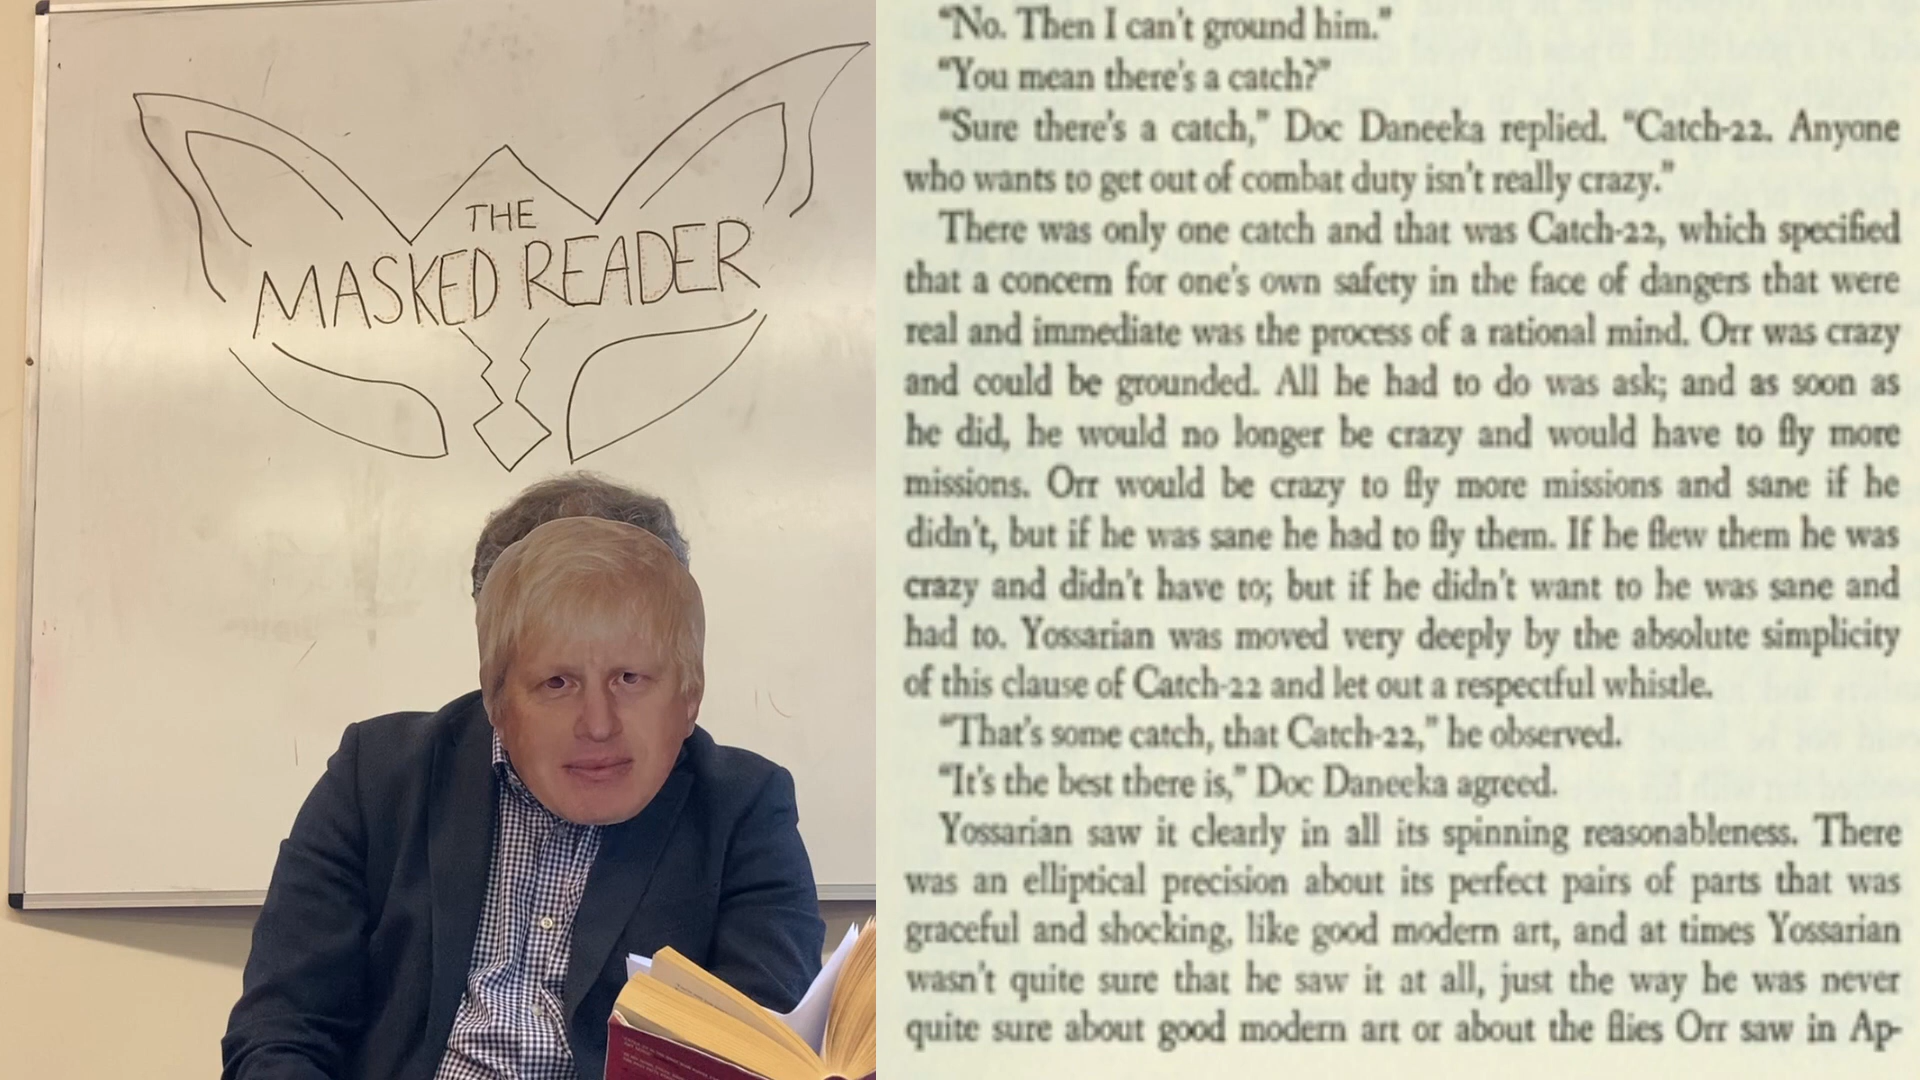 THE
MASKED READER
"No. Then I can't ground him."
"You mean there's a catch?"
"Sure there's a catch," Doc Daneeka replied. "Catch-22. Anyone
who wants to get out of combat duty isn't really crazy."
There was only one catch and that was Catch-22, which specified
that a concern for one's own safety in the face of dangers that were
real and immediate was the process of a rational mind. Orr was crazy
and could be grounded. All he had to do was ask; and as soon as
he did, he would no longer be crazy and would have to fly more
missions. Orr would be crazy to fly more missions and sane if he
didn't, but if he was sane he had to fly them. If he flew them he was
crazy and didn't have to; but if he didn't want to he was sane and
had to. Yossarian was moved very deeply by the absolute simplicity
of this clause of Catch-22 and let out a respectful whistle.
"That's some catch, that Catch-22," he observed.
"It's the best there is," Doc Daneeka agreed.
Yossarian saw it clearly in all its spinning reasonableness. There
was an elliptical precision about its perfect pairs of parts that was
graceful and shocking, like good modern art, and at times Yossarian
wasn't quite sure that he saw it at all, just the way he was never
quite sure about good modern art or about the flies Orr saw in Ap-